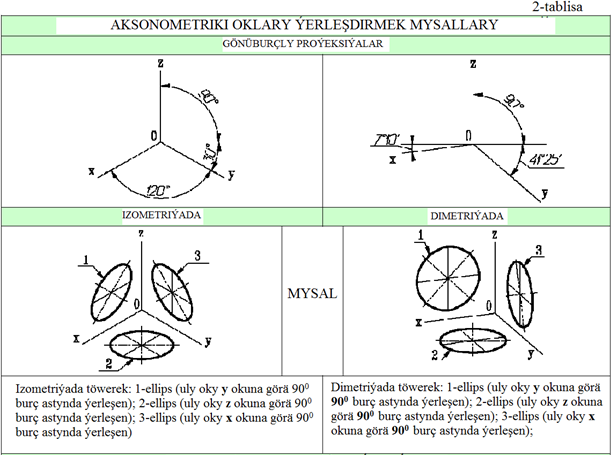 2-tablisa
AKSONOMETRIKI OKLARY ÝERLEŞDIRMEK MYSALLARY
GÖNÜBURÇLY PROÝEKSIÝALAR
z
90°
0
30°
x
120°
y
z
90°
7°10'
0
x
41°25'
y
IZOMETRIÝADA
DIMETRIÝADA
z
1
3
0
x
y
2
MYSAL
z
1
3
0
x
2
y
Izometriýada töwerek: 1-ellips (uly oky y okuna görä 90⁰
burç astynda ýerleşen); 2-ellips (uly oky z okuna görä 90⁰
burç astynda ýerleşen); 3-ellips (uly oky x okuna görä 90⁰
burç astynda ýerleşen)
Dimetriýada töwerek: 1-ellips (uly oky y okuna görä
90⁰ burç astynda ýerleşen); 2-ellips (uly oky z okuna
görä 90⁰ burç astynda ýerleşen); 3-ellips (uly oky x
okuna görä 90⁰ burç astynda ýerleşen);